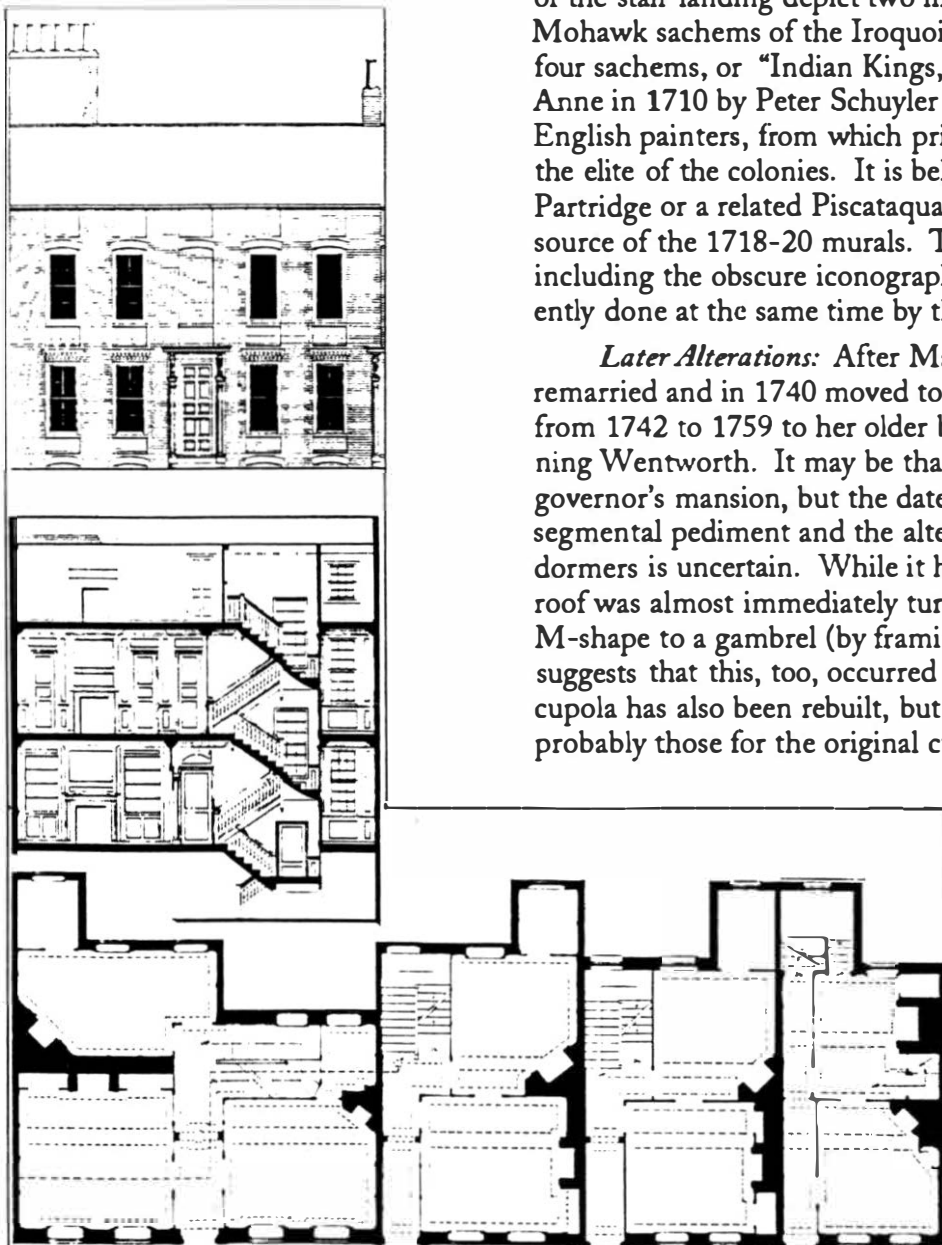 Mohawk sachems of the Iroquoi
four sachems, or “Indian Kings,
Anne in 1710 by Peter Schuyler
English painters, from which pri
the elite of the colonies. It is be
Partridge or a related Piscataqua
source of the 1718-20 murals. T
including the obscure iconograph
ently done at the same time by th
Later Alterations: After Ma
remarried and in 1740 moved to
from 1742 to 1759 to her older b
ning Wentworth. It may be tha
governor's mansion, but the date
segmental pediment and the alte
dormers is uncertain. While it h
roof was almost immediately tur
M-shape to a gambrel (by frami
suggests that this, too, occurred
cupola has also been rebuilt, but
probably those for the original c